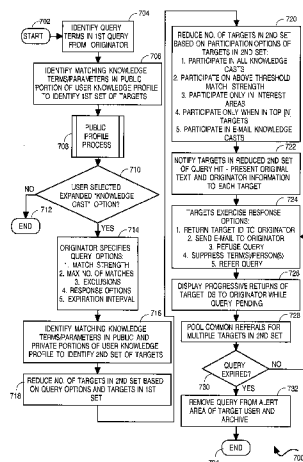 702
START
704
IDENTIFY QUERY
TERMS IN 1ST QUERY
FROM ORIGINATOR
706
IDENTIFY MATCHING KNOWLEDGE
TERMS/PARAMETERS IN PUBLIC
PORTION OF USER KNOWLEDGE PROFILE
TO IDENTIFY 1ST SET OF TARGETS
PUBLIC
PROFILE
PROCESS
708
710
USER SELECTED
EXPANDED "KNOWLEDGE
CAST" OPTION?
NO
END
712
YES
714
ORIGINATOR SPECIFIES
QUERY OPTIONS:
1. MATCH STRENGTH
2. MAX NO. OF MATCHES
3. EXCLUSIONS
4. RESPONSE OPTIONS
5. EXPIRATION INTERVAL
716
IDENTIFY MATCHING KNOWLEDGE
TERMS/PARAMETERS IN PUBLIC AND
PRIVATE PORTIONS OF USER KNOWLEDGE
PROFILE TO IDENTIFY 2ND SET OF TARGETS
718
REDUCE NO. OF TARGETS IN 2ND SET BASED
ON QUERY OPTIONS AND TARGETS IN 1ST
SET
720
REDUCE NO. OF TARGETS IN 2ND SET
BASED ON PARTICIPATION OPTIONS OF
TARGETS IN 2ND SET:
1. PARTICIPATE IN ALL KNOWLEDGE
CASTS
2. PARTICIPATE ON ABOVE THRESHOLD
MATCH STRENGTH
3. PARTICIPATE ONLY IN INTEREST
AREAS
4. PARTICIPATE ONLY WHEN IN TOP N
TARGETS
5. PARTICIPATE IN E-MAIL KNOWLEDGE
CASTS
722
NOTIFY TARGETS IN REDUCED 2ND SET
OF QUERY HIT - PRESENT ORIGINAL
TEXT AND ORIGINATOR INFORMATION
TO EACH TARGET
724
TARGETS EXERCISE RESPONSE
OPTIONS:
1. RETURN TARGET ID TO ORIGINATOR
2. SEND E-MAIL TO ORIGINATOR
3. REFUSE QUERY
4. SUPPRESS TERMS/PERSON(S)
5. REFER QUERY
726
DISPLAY PROGRESSIVE RETURNS OF
TARGET IDS TO ORIGINATOR WHILE
QUERY PENDING
728
POOL COMMON REFERRALS FOR
MULTIPLE TARGETS IN 2ND SET
QUERY
EXPIRED?
NO
730
YES
732
REMOVE QUERY FROM ALERT
AREA OF TARGET USER AND
ARCHIVE
END
700